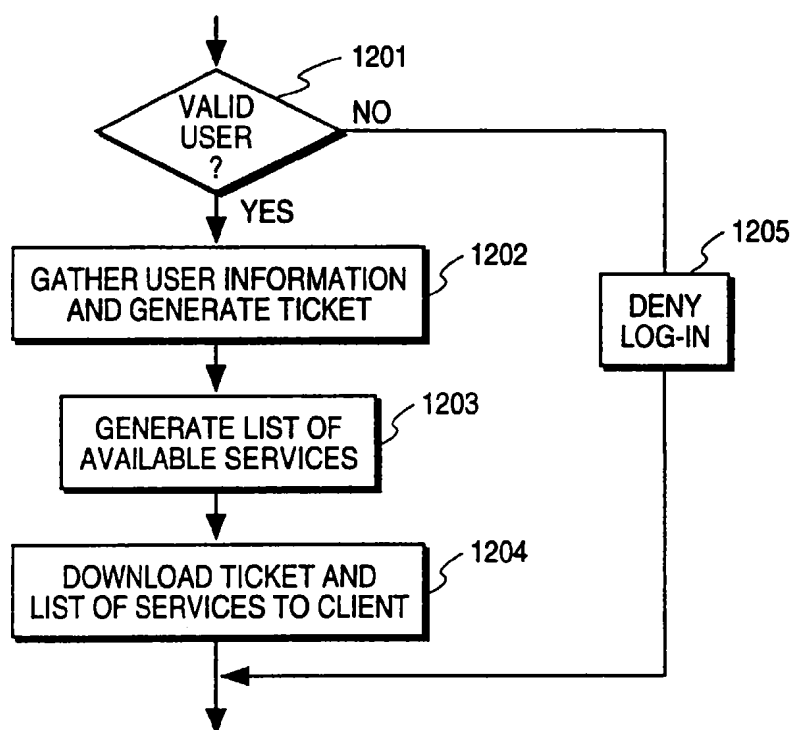 1201
VALID
USER
?
NO
YES
1202
GATHER USER INFORMATION
AND GENERATE TICKET
1205
DENY
LOG-IN
1203
GENERATE LIST OF
AVAILABLE SERVICES
1204
DOWNLOAD TICKET AND
LIST OF SERVICES TO CLIENT